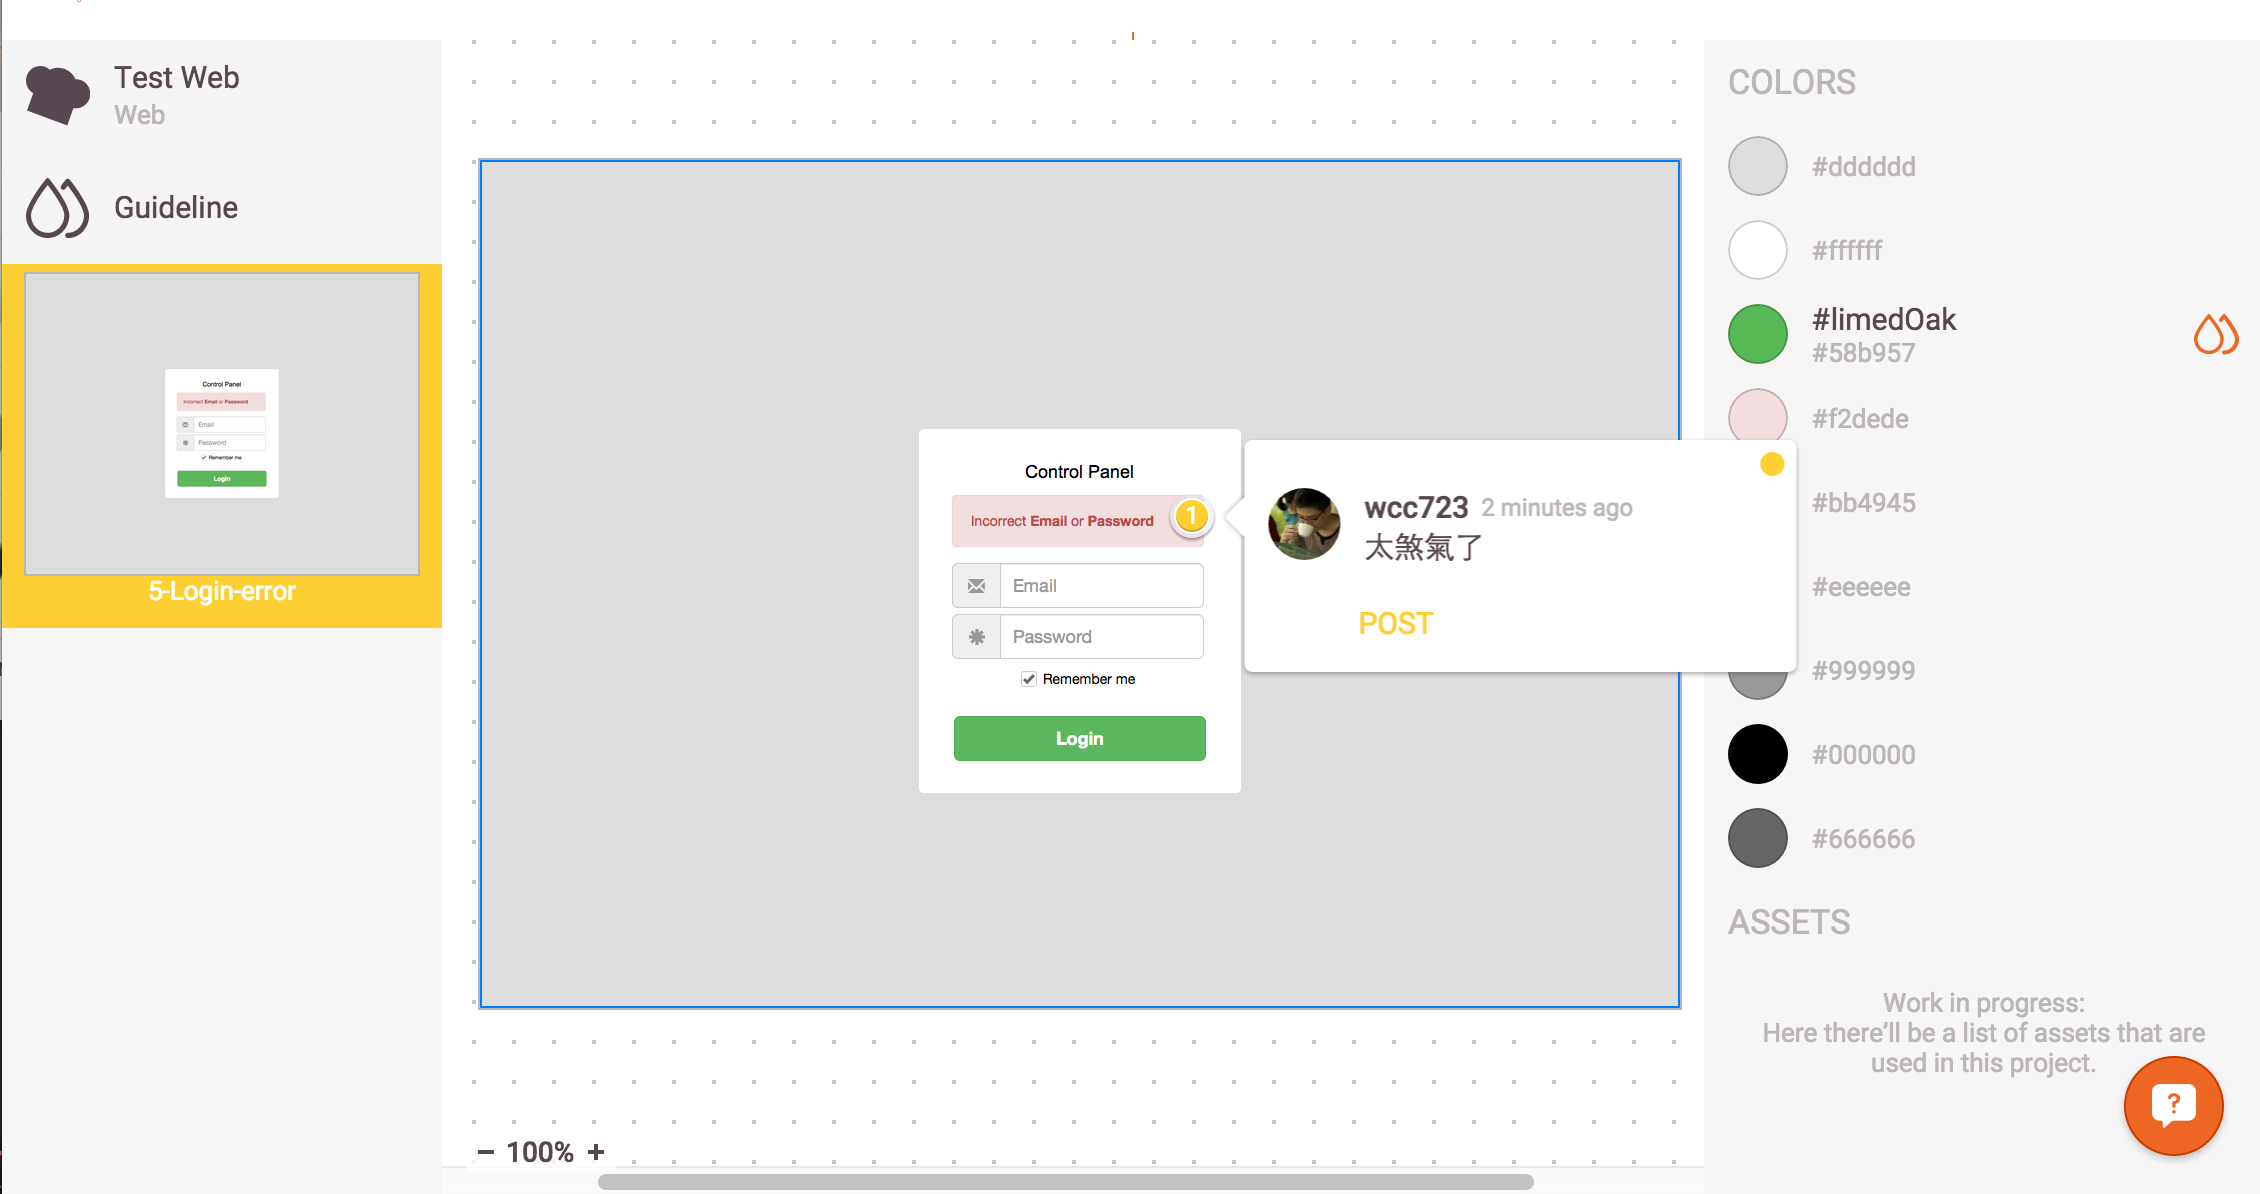 Test Web
Web
Guideline
Control Panel
Incorrect Email or Password
Email
Password
Remember me
Login
5-Login-error
Control Panel
Incorrect Email or Password
1
Email
Password
Remember me
Login
wcc723 2 minutes ago
太煞氣了
POST
− 100% +
COLORS
#dddddd
#ffffff
#limedOak
#58b957
#f2dede
#bb4945
#eeeeee
#999999
#000000
#666666
ASSETS
Work in progress:
Here there’ll be a list of assets that are
used in this project.
?